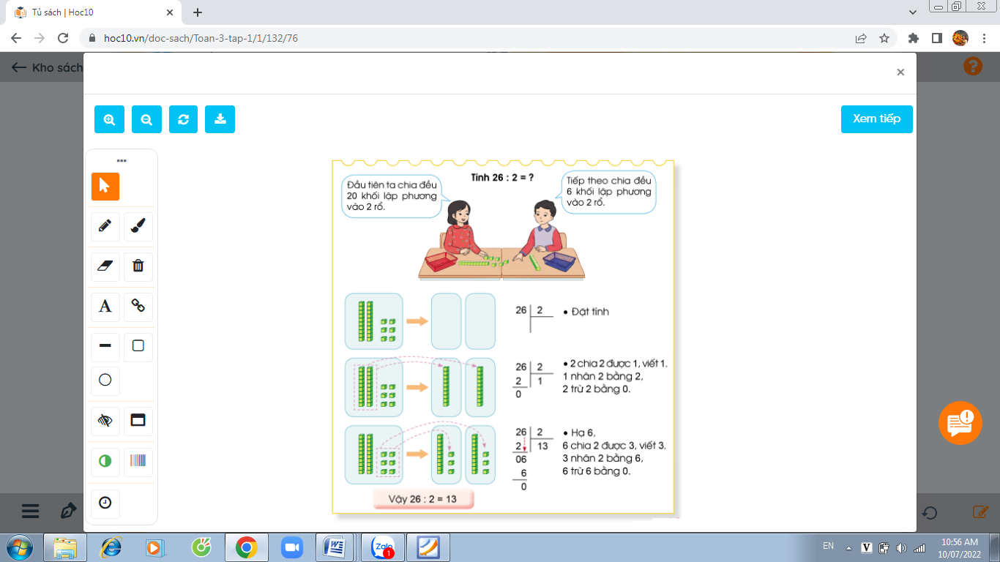 Tủ sách | Hoc10
hoc10.vn/doc-sach/Toan-3-tap-1/1/132/76
Kho sách
Xem tiếp
Tính 26 : 2 = ?
Đầu tiên ta chia đều
20 khối lập phương
vào 2 rổ.
Tiếp theo chia đều
6 khối lập phương
vào 2 rổ.
26 2
• Đặt tính
26 2
2 1
0
• 2 chia 2 được 1, viết 1.
1 nhân 2 bằng 2,
2 trừ 2 bằng 0.
26 2
2 13
06
6
0
• Hạ 6,
6 chia 2 được 3, viết 3.
3 nhân 2 bằng 6,
6 trừ 6 bằng 0.
Vậy 26 : 2 = 13
A
Zalo
1
EN
V
10:56 AM
10/07/2022